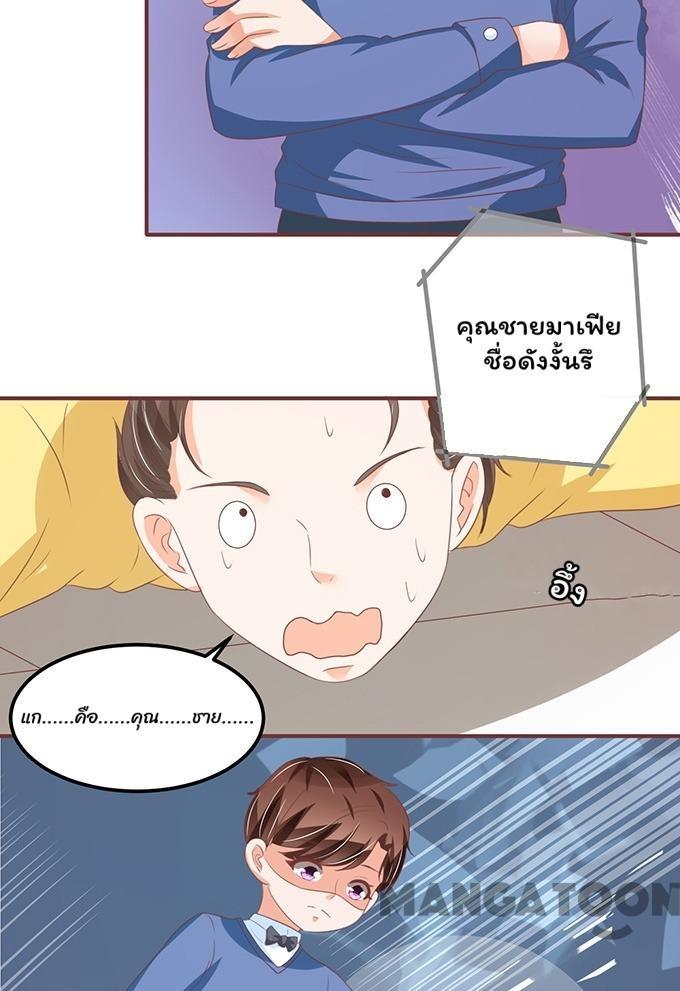 คุณชายมาเฟีย
ชื่อดังงั้นรึ
อึ้ง
แก......คือ......คุณ......ชาย......
MANGATOON